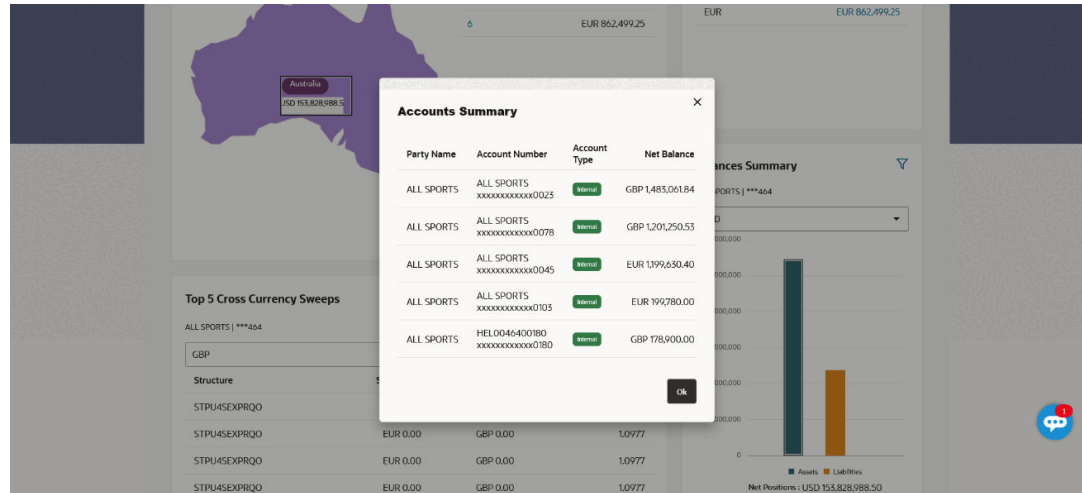 6 EUR 862,499.25
EUR EUR 862,499.25
Australia
USD 153,828,988.5
Accounts Summary
Party Name Account Number Account Type Net Balance
ALL SPORTS ALL SPORTS xxxxxxxxxxxx0023 Internal GBP 1,483,061.84
ALL SPORTS ALL SPORTS xxxxxxxxxxxx0078 Internal GBP 1,201,250.53
ALL SPORTS ALL SPORTS xxxxxxxxxxxx0045 Internal EUR 1,199,630.40
ALL SPORTS ALL SPORTS xxxxxxxxxxxx0103 Internal EUR 199,780.00
ALL SPORTS HEL0046400180 xxxxxxxxxxxx0180 Internal GBP 178,900.00
Ok
Top 5 Cross Currency Sweeps
ALL SPORTS | ***464
GBP
Structure
STPU4SEXPRQO
STPU4SEXPRQO EUR 0.00 GBP 0.00 1.0977
STPU4SEXPRQO EUR 0.00 GBP 0.00 1.0977
STPU4SEXPRQO EUR 0.00 GBP 0.00 1.0977
Summary
***464
0
Assets Liabilities
Net Positions : USD 153,828,988.50
1